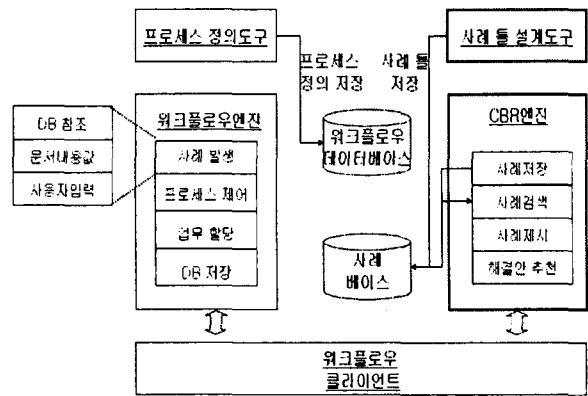 프로세스 정의도구
사례 틀 설계도구
프로세스
정의 저장
사례 틀
저장
DB 참조
문서내용값
사용자입력
워크플로우엔진
사례 발생
프로세스 제어
업무 할당
DB 저장
워크플로우
데이터베이스
사례
베이스
CBR엔진
사례저장
사례검색
사례제시
해결안 추천
워크플로우
클라이언트